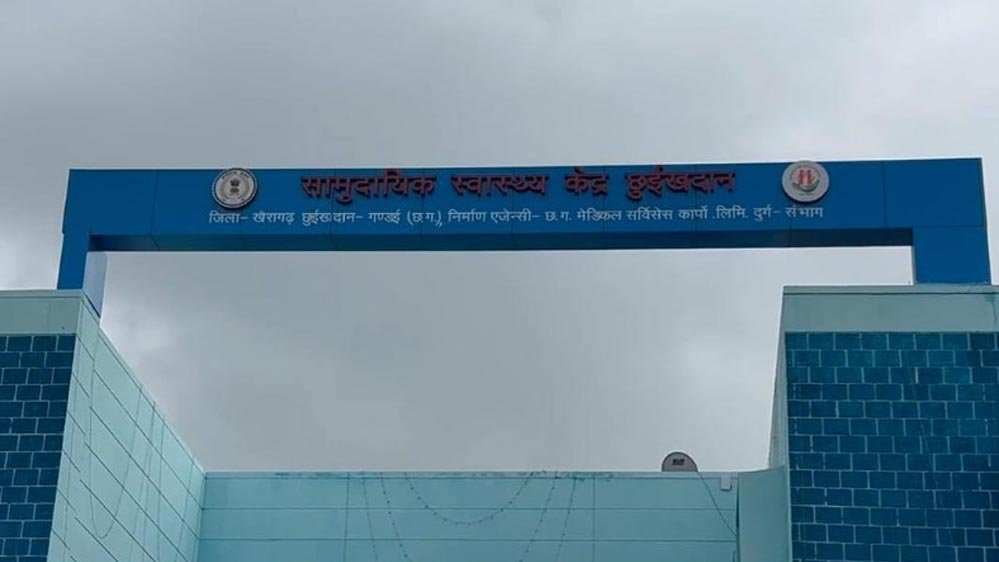 सामुदायिक स्वास्थ्य केंद्र छुईखदान
जिला- खैरागढ़ छुईखदान- गण्डई (छ.ग.,) निर्माण एजेन्सी- छ.ग. मेडिकल सर्विसेस कार्पो .लिमि. दुर्ग - संभाग